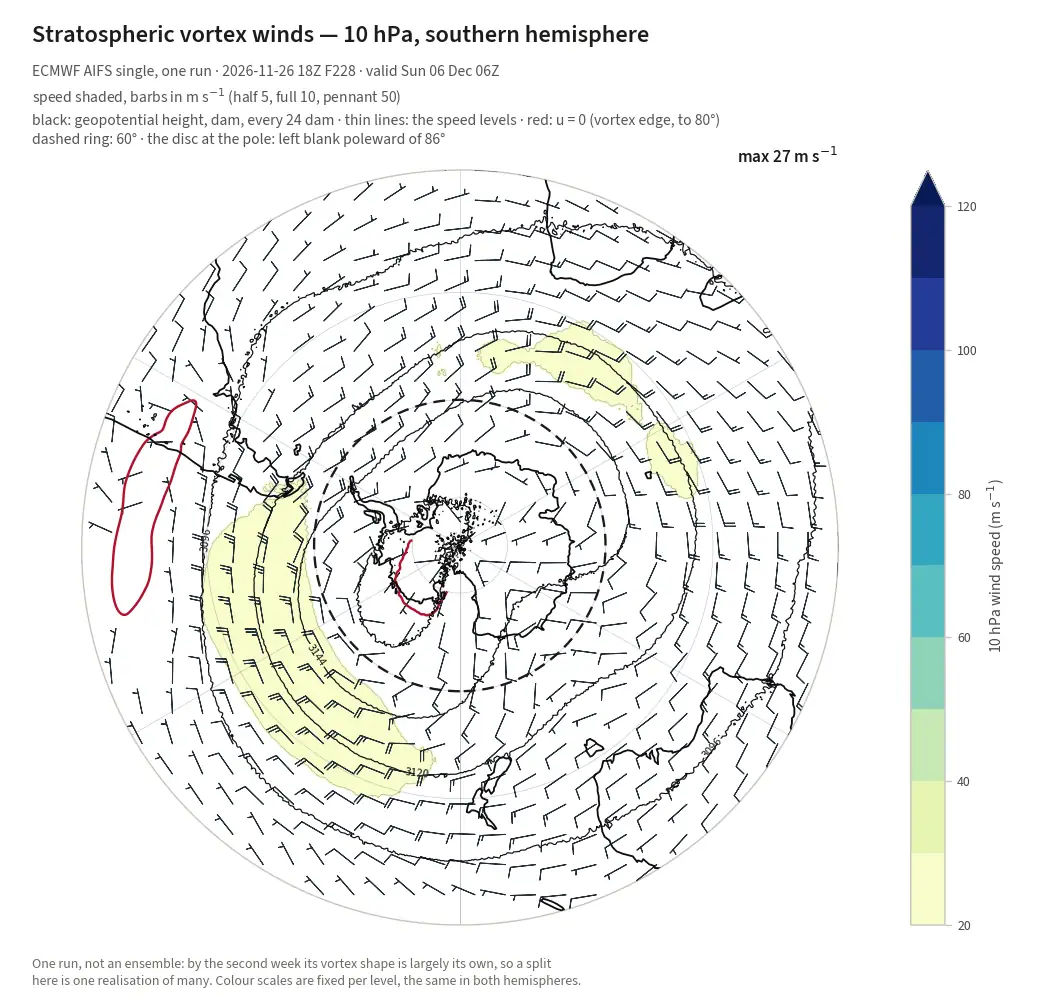 Stratospheric vortex winds — 10 hPa, southern hemisphere
ECMWF AIFS single, one run · 2026-11-26 18Z F228 · valid Sun 06 Dec 06Z
speed shaded, barbs in m s⁻¹ (half 5, full 10, pennant 50)
black: geopotential height, dam, every 24 dam · thin lines: the speed levels · red: u = 0 (vortex edge, to 80°)
dashed ring: 60° · the disc at the pole: left blank poleward of 86°
max 27 m s⁻¹
120
100
80
60
40
20
10 hPa wind speed (m s⁻¹)
3096
3144
3120
3096
One run, not an ensemble: by the second week its vortex shape is largely its own, so a split
here is one realisation of many. Colour scales are fixed per level, the same in both hemispheres.